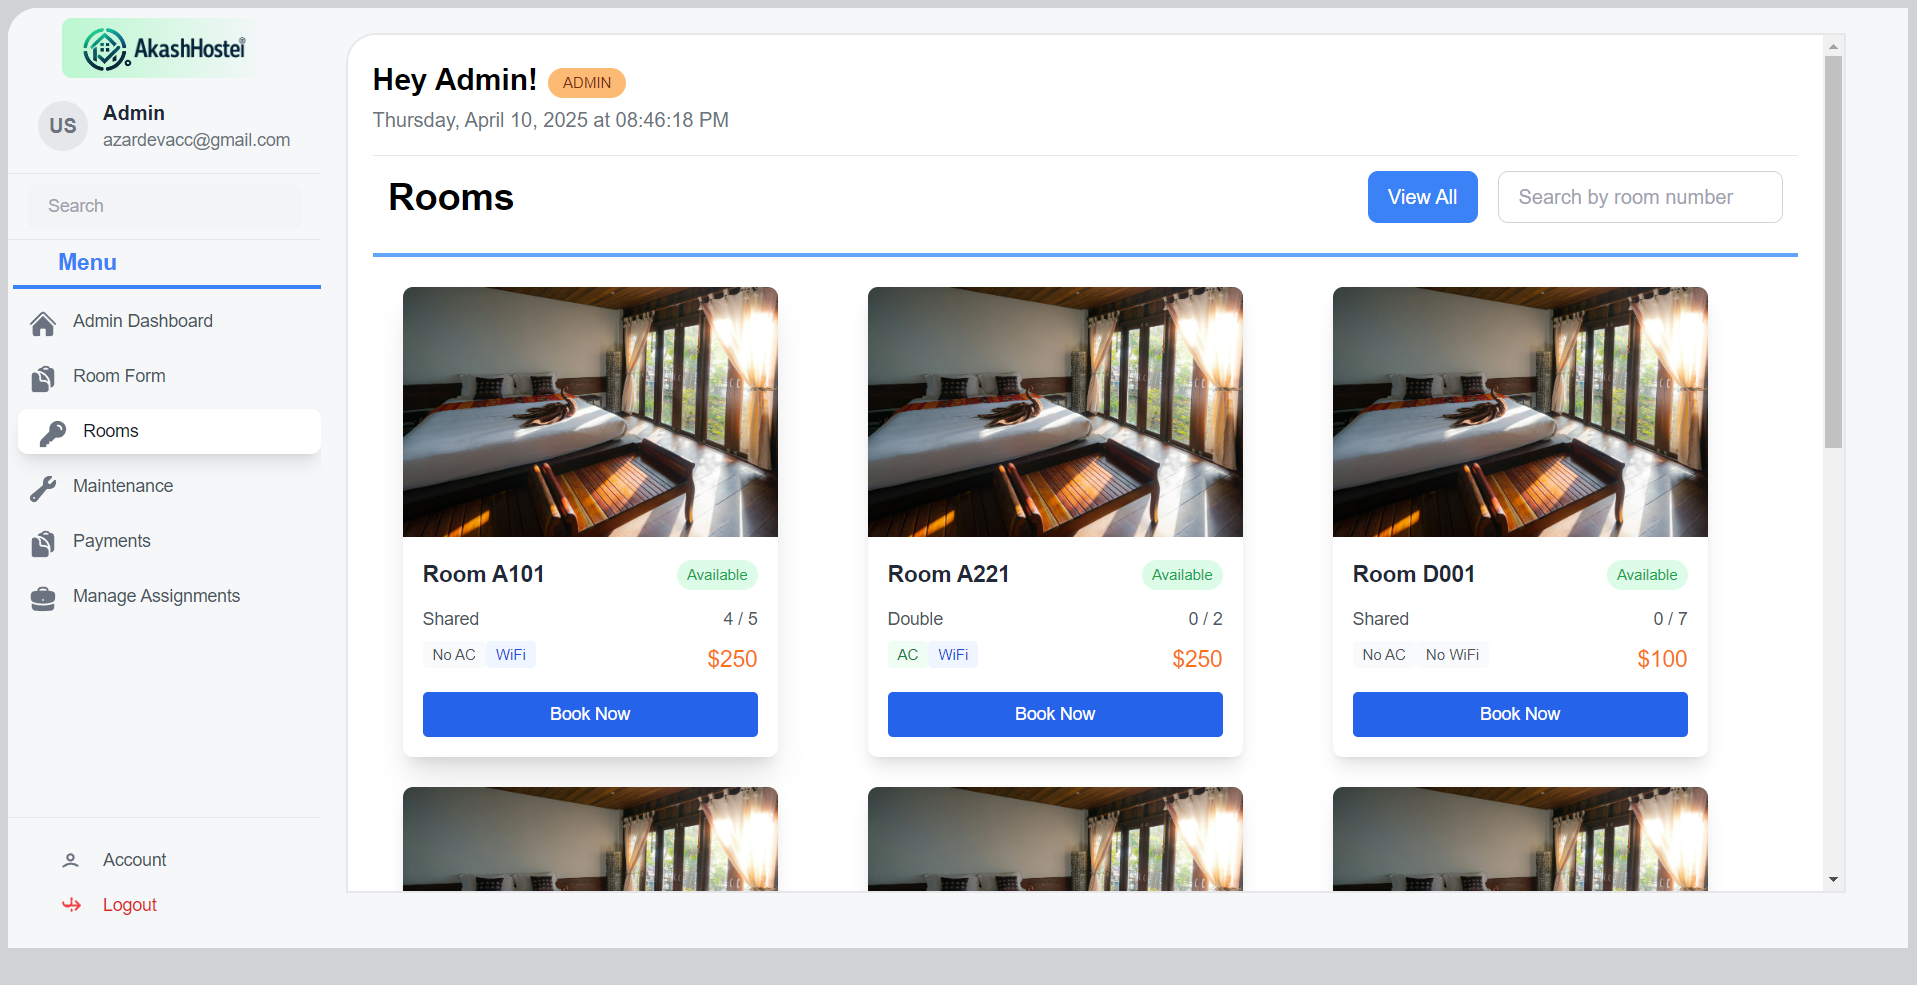 AkashHostel®
US
Admin
azardevacc@gmail.com
Search
Menu
Admin Dashboard
Room Form
Rooms
Maintenance
Payments
Manage Assignments
Account
Logout
Hey Admin! ADMIN
Thursday, April 10, 2025 at 08:46:18 PM
Rooms
View All
Search by room number
Room A101 Available
Shared 4 / 5
No AC WiFi $250
Book Now
Room A221 Available
Double 0 / 2
AC WiFi $250
Book Now
Room D001 Available
Shared 0 / 7
No AC No WiFi $100
Book Now